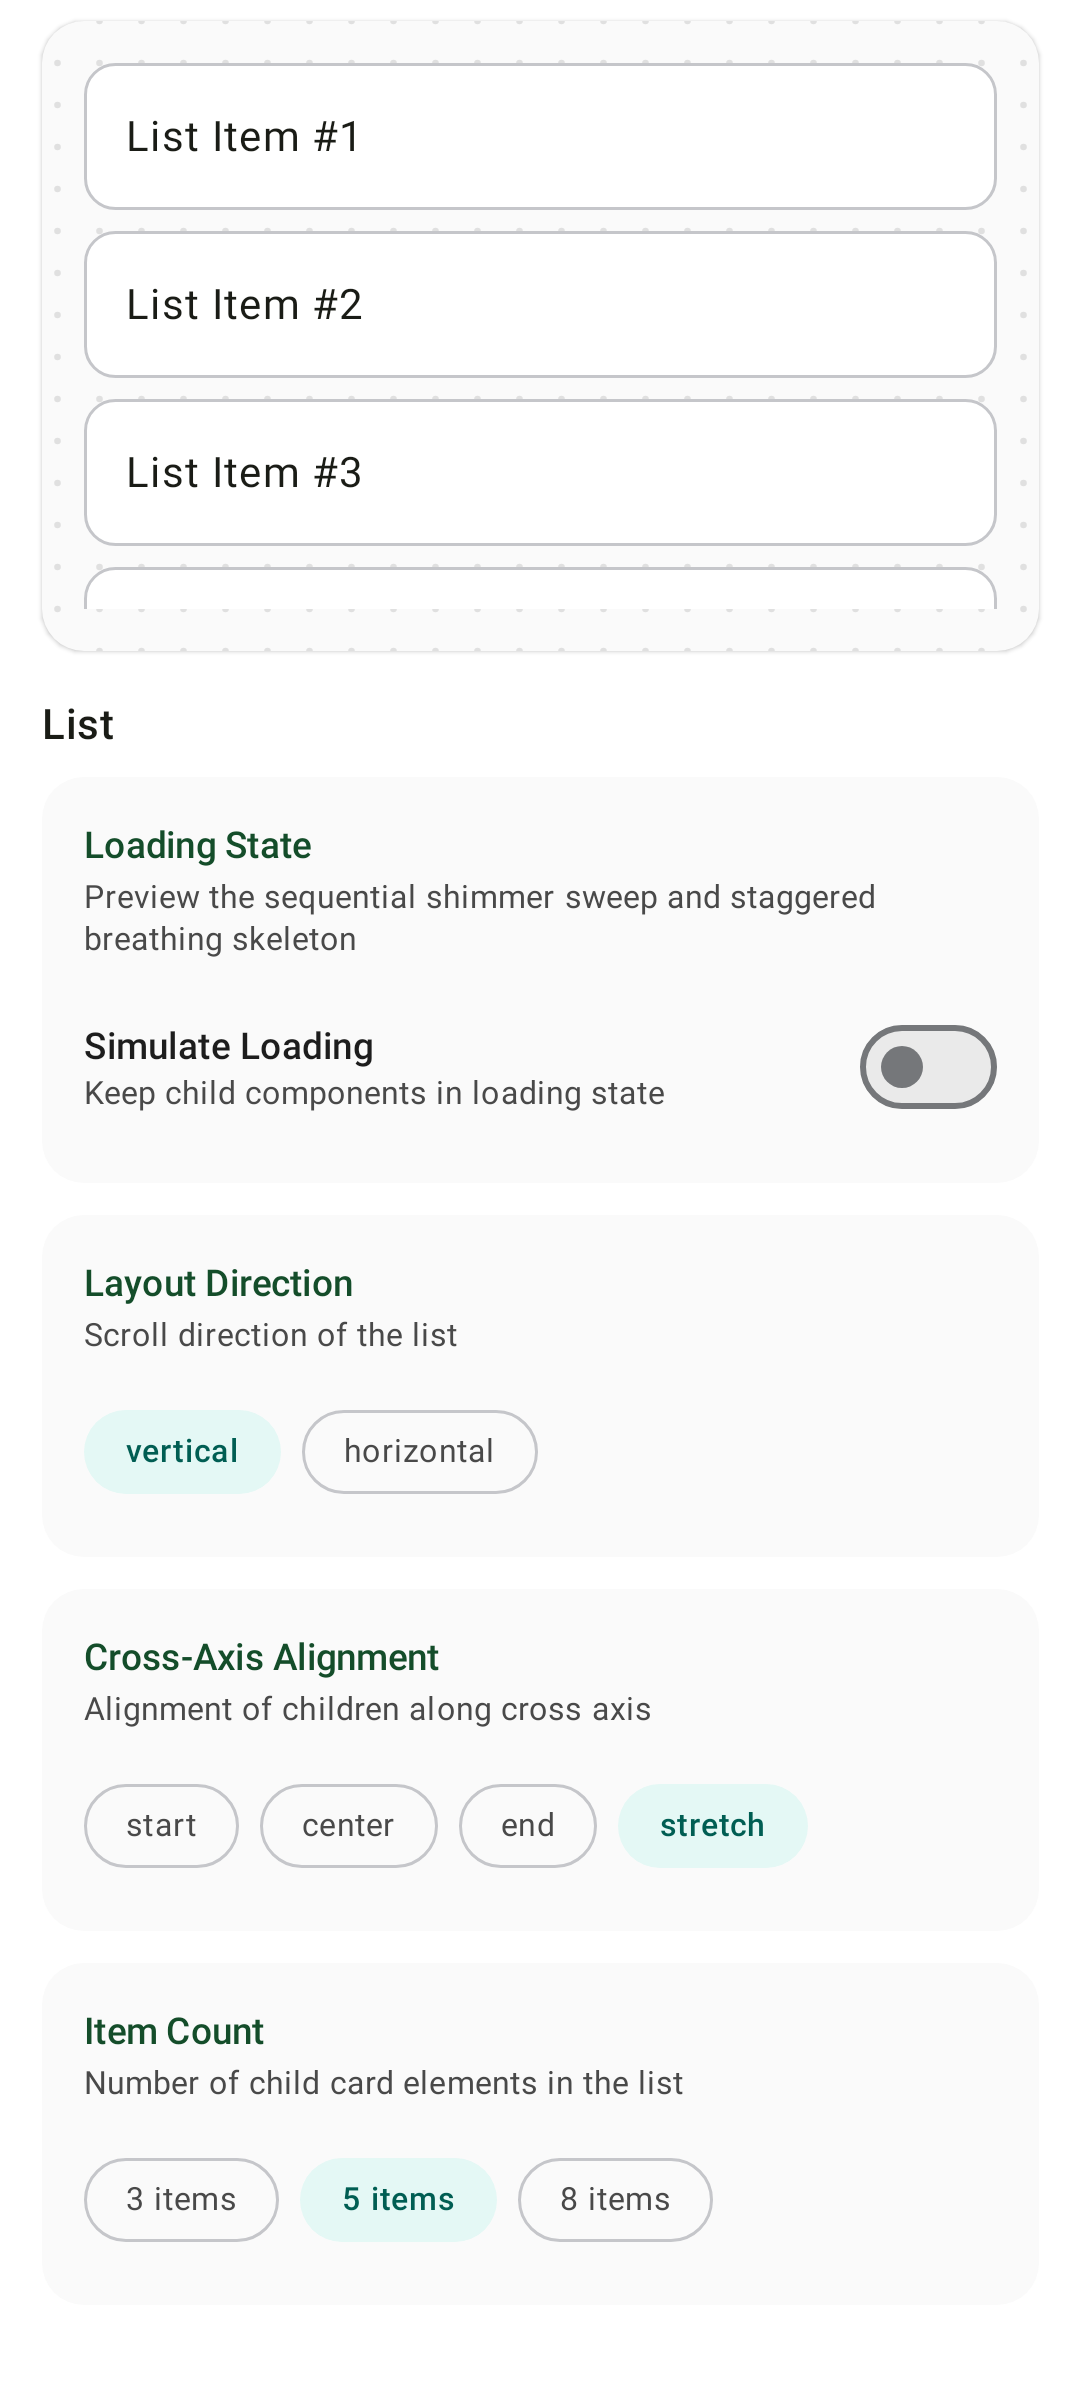 List Item #1
List Item #2
List Item #3
List
Loading State
Preview the sequential shimmer sweep and staggered
breathing skeleton
Simulate Loading
Keep child components in loading state
Layout Direction
Scroll direction of the list
vertical
horizontal
Cross-Axis Alignment
Alignment of children along cross axis
start
center
end
stretch
Item Count
Number of child card elements in the list
3 items
5 items
8 items